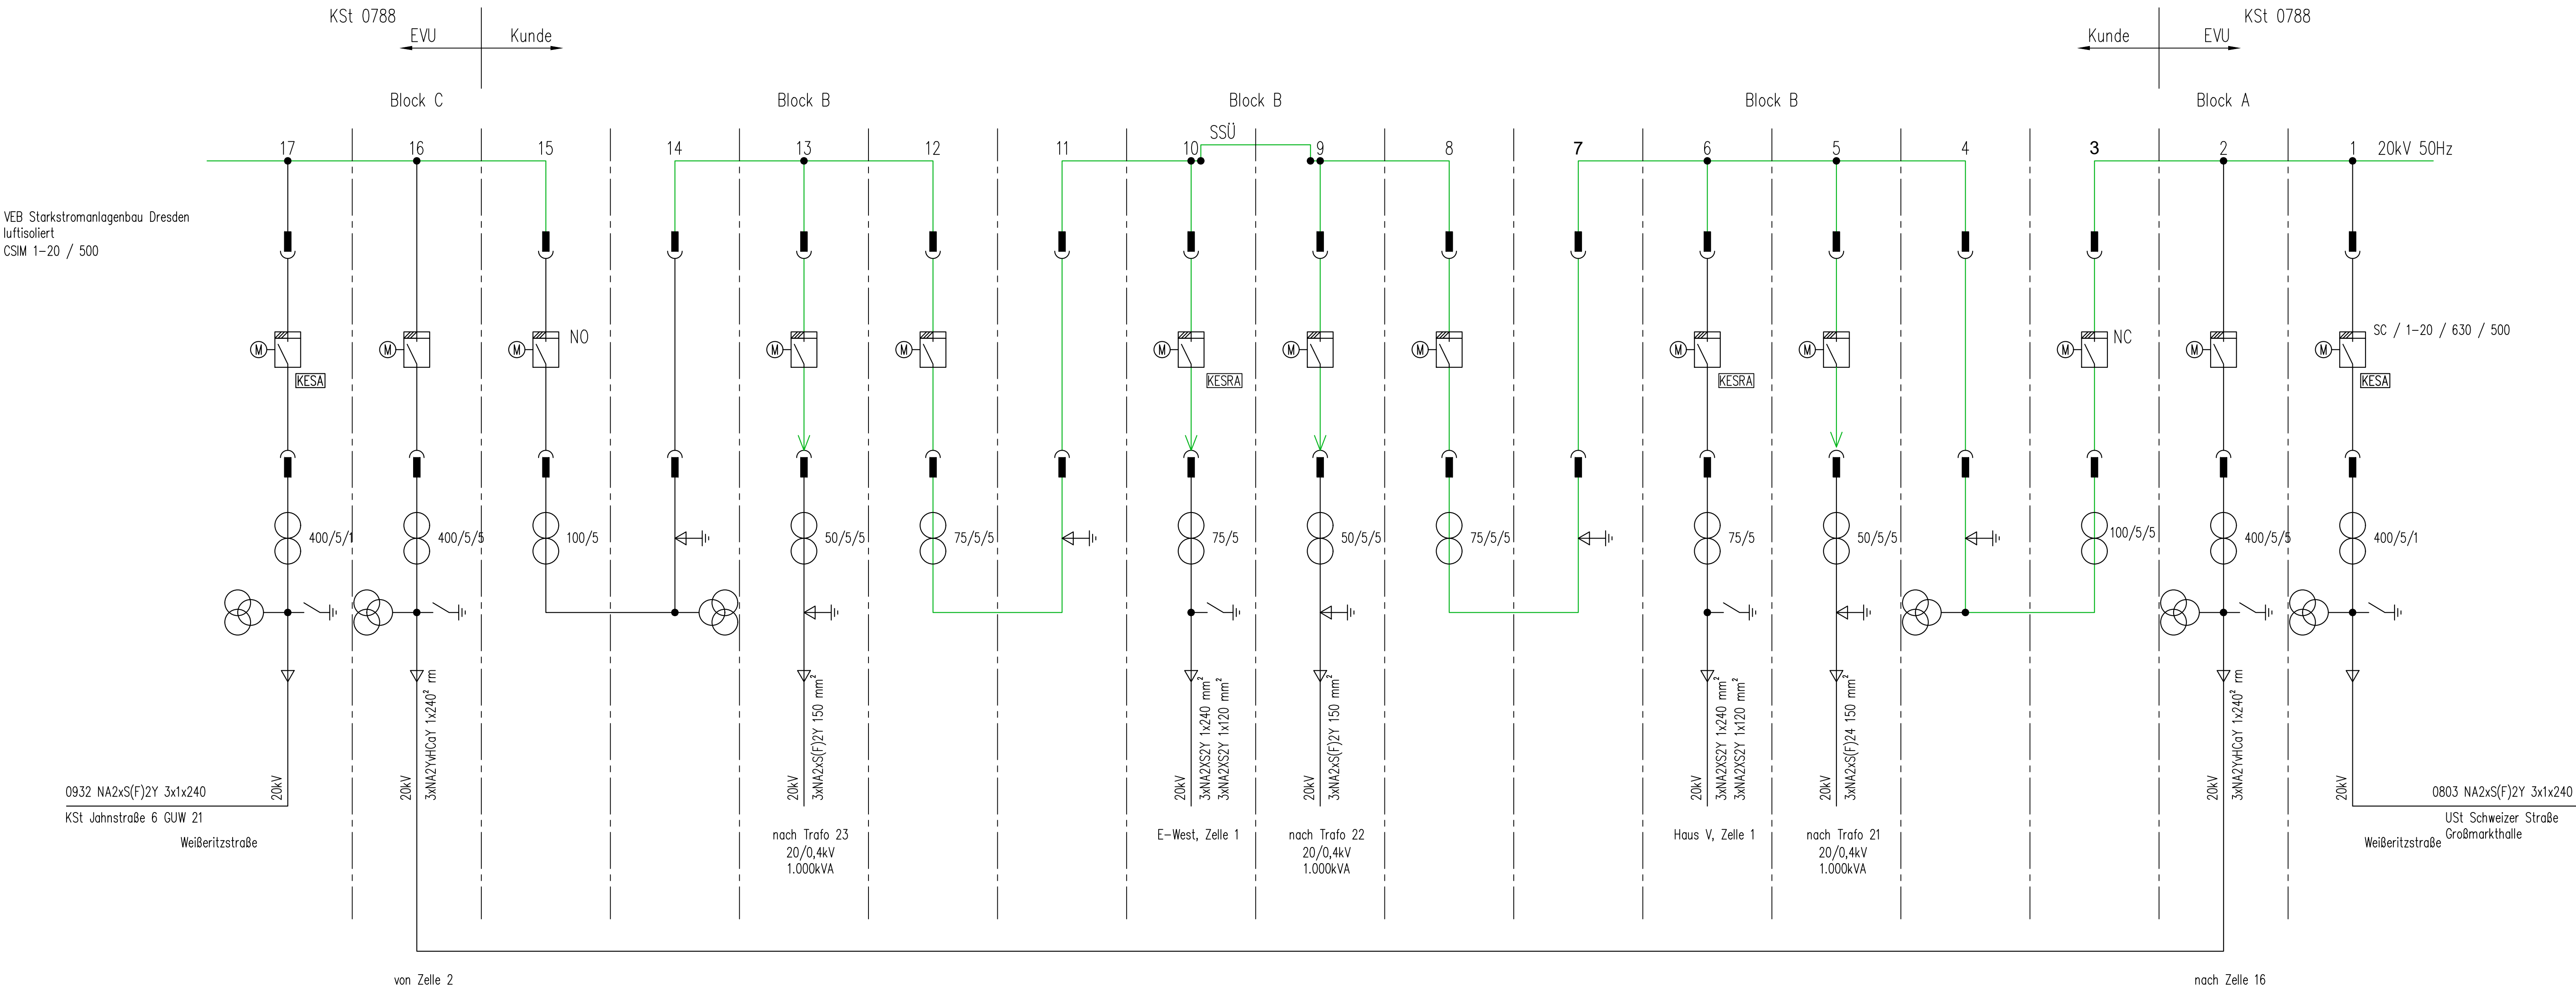 KSt 0788
KSt 0788
EVU
Kunde
Kunde
EVU
Block C
Block B
Block B
Block B
Block A
SSÜ
17
16
15
14
13
12
11
10
9
8
7
6
5
4
3
2
1
20kV 50Hz
VEB Starkstromanlagenbau Dresden
luftisoliert
CSIM 1-20 / 500
M
M
M
NO
M
M
M
M
M
M
M
M
NC
M
M
SC / 1-20 / 630 / 500
KESA
KESRA
KESRA
KESA
400/5/1
400/5/5
100/5
50/5/5
75/5/5
75/5
50/5/5
75/5/5
75/5
50/5/5
100/5/5
400/5/5
400/5/1
20kV
20kV
3xNA2YvHCaY 1x240² rm
20kV
3xNA2xS(F)2Y 150 mm²
20kV
3xNA2XS2Y 1x240 mm²
3xNA2XS2Y 1x120 mm²
20kV
3xNA2xS(F)2Y 150 mm²
20kV
3xNA2XS2Y 1x240 mm²
3xNA2XS2Y 1x120 mm²
20kV
3xNA2xS(F)24 150 mm²
20kV
3xNA2YvHCaY 1x240² rm
20kV
0932 NA2xS(F)2Y 3x1x240
KSt Jahnstraße 6 GUW 21
Weißeritzstraße
nach Trafo 23
20/0,4kV
1.000kVA
E-West, Zelle 1
nach Trafo 22
20/0,4kV
1.000kVA
Haus V, Zelle 1
nach Trafo 21
20/0,4kV
1.000kVA
0803 NA2xS(F)2Y 3x1x240
USt Schweizer Straße
Großmarkthalle
Weißeritzstraße
von Zelle 2
nach Zelle 16